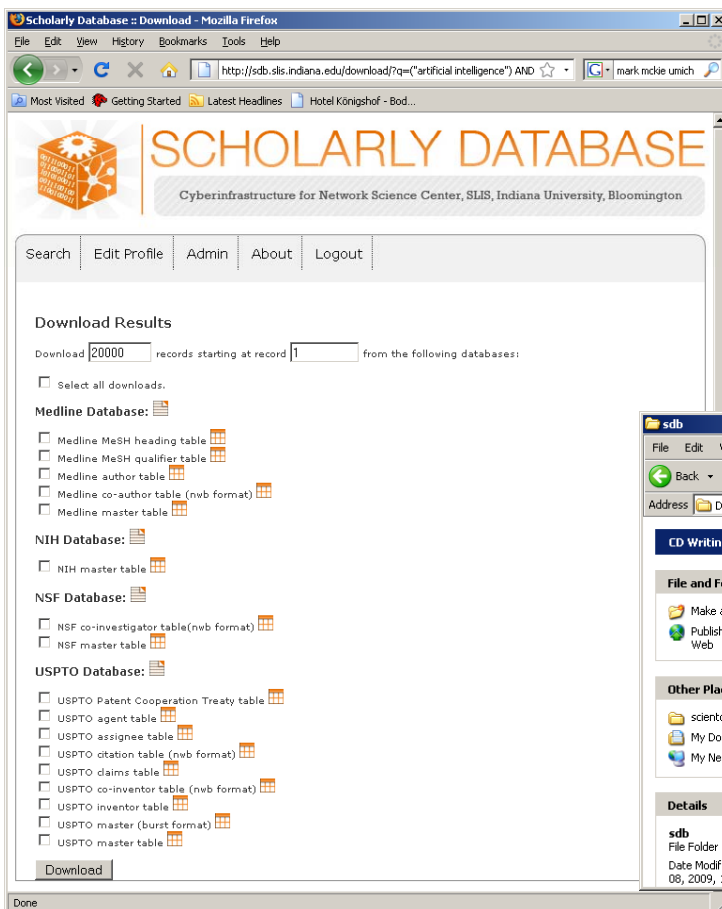 Scholarly Database :: Download - Mozilla Firefox
File Edit View History Bookmarks Tools Help
http://sdb.slis.indiana.edu/download/?q=("artificial intelligence") AND
mark mckie umich
Most Visited Getting Started Latest Headlines Hotel Königshof - Bod...
SCHOLARLY DATABASE
Cyberinfrastructure for Network Science Center, SLIS, Indiana University, Bloomington
Search Edit Profile Admin About Logout
Download Results
Download 20000 records starting at record 1 from the following databases:
Select all downloads.
Medline Database:
Medline MeSH heading table
Medline MeSH qualifier table
Medline author table
Medline co-author table (nwb format)
Medline master table
NIH Database:
NIH master table
NSF Database:
NSF co-investigator table(nwb format)
NSF master table
USPTO Database:
USPTO Patent Cooperation Treaty table
USPTO agent table
USPTO assignee table
USPTO citation table (nwb format)
USPTO claims table
USPTO co-inventor table (nwb format)
USPTO inventor table
USPTO master (burst format)
USPTO master table
Download
Done
sdb
File Edit
Back
Address D
CD Writin
File and F
Make a
Publish
Web
Other Pla
sciento
My Do
My Ne
Details
sdb
File Folder
Date Modif
08, 2009,